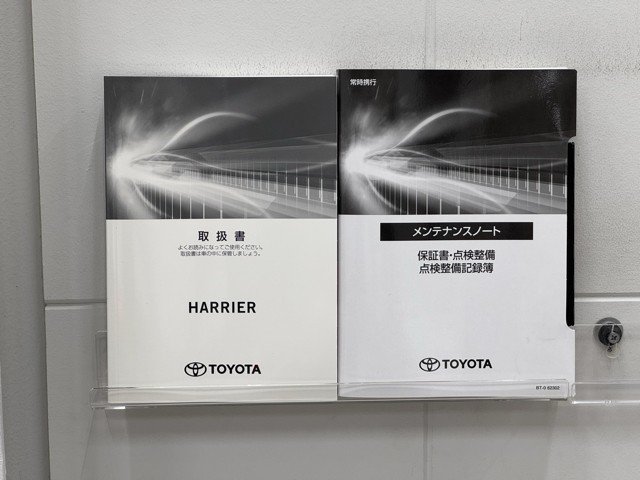 取扱書
よくお読みになってご使用ください。
取扱書は車の中に保管しましょう。
HARRIER
TOYOTA
常時携行
メンテナンスノート
保証書・点検整備
点検整備記録簿
TOYOTA